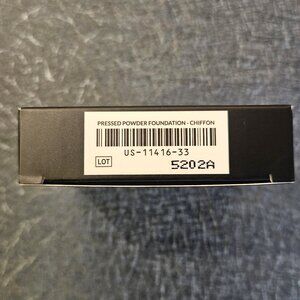 PRESSED POWDER FOUNDATION - CHIFFON
US-11416-33
LOT
5202A